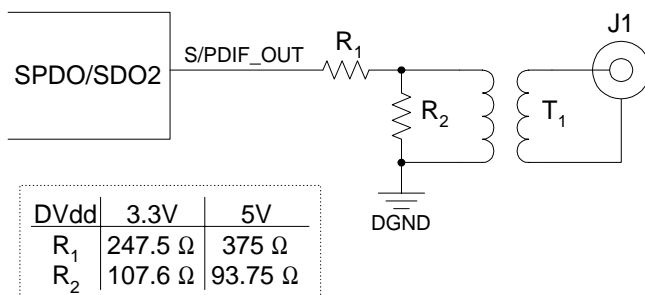 J1
S/PDIF_OUT
R1
SPDO/SDO2
R2
T1
DGND
DVdd 3.3V 5V
R1 247.5 Ω 375 Ω
R2 107.6 Ω 93.75 Ω